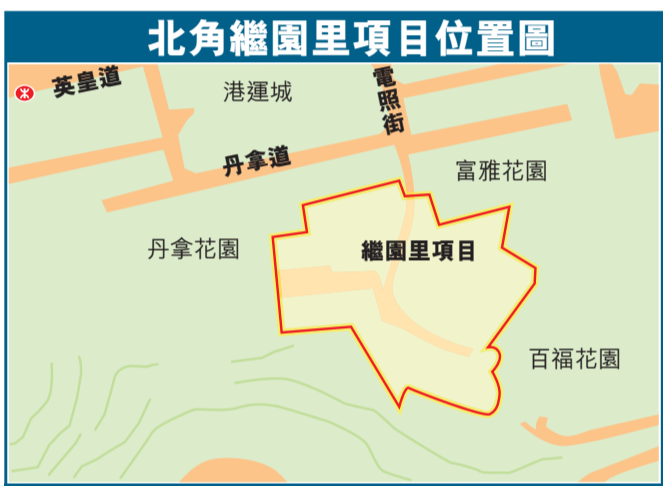 北角繼園里項目位置圖
英皇道
港運城
電照街
丹拿道
富雅花園
丹拿花園
繼園里項目
百福花園